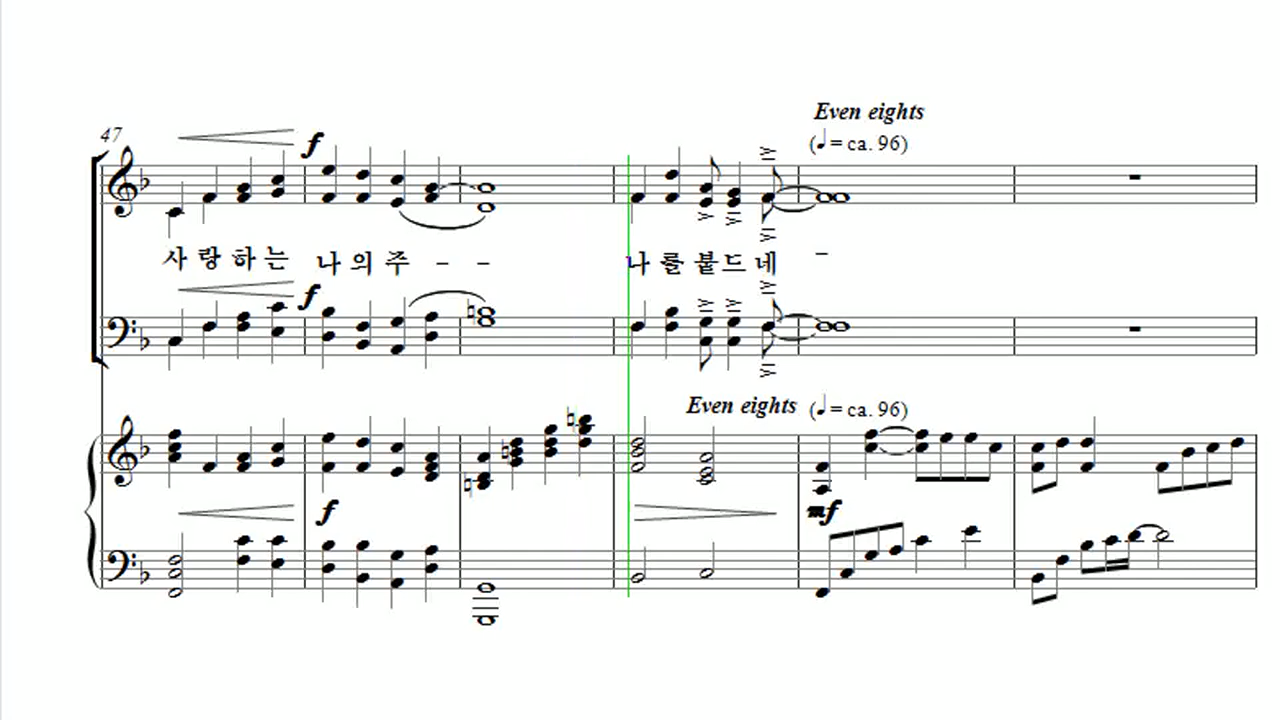 Even eights
47
(♩ = ca. 96)
f
사 랑 하 는 나 의 주 - - 나 를 붙 드 네 -
f
Even eights (♩ = ca. 96)
f
mf